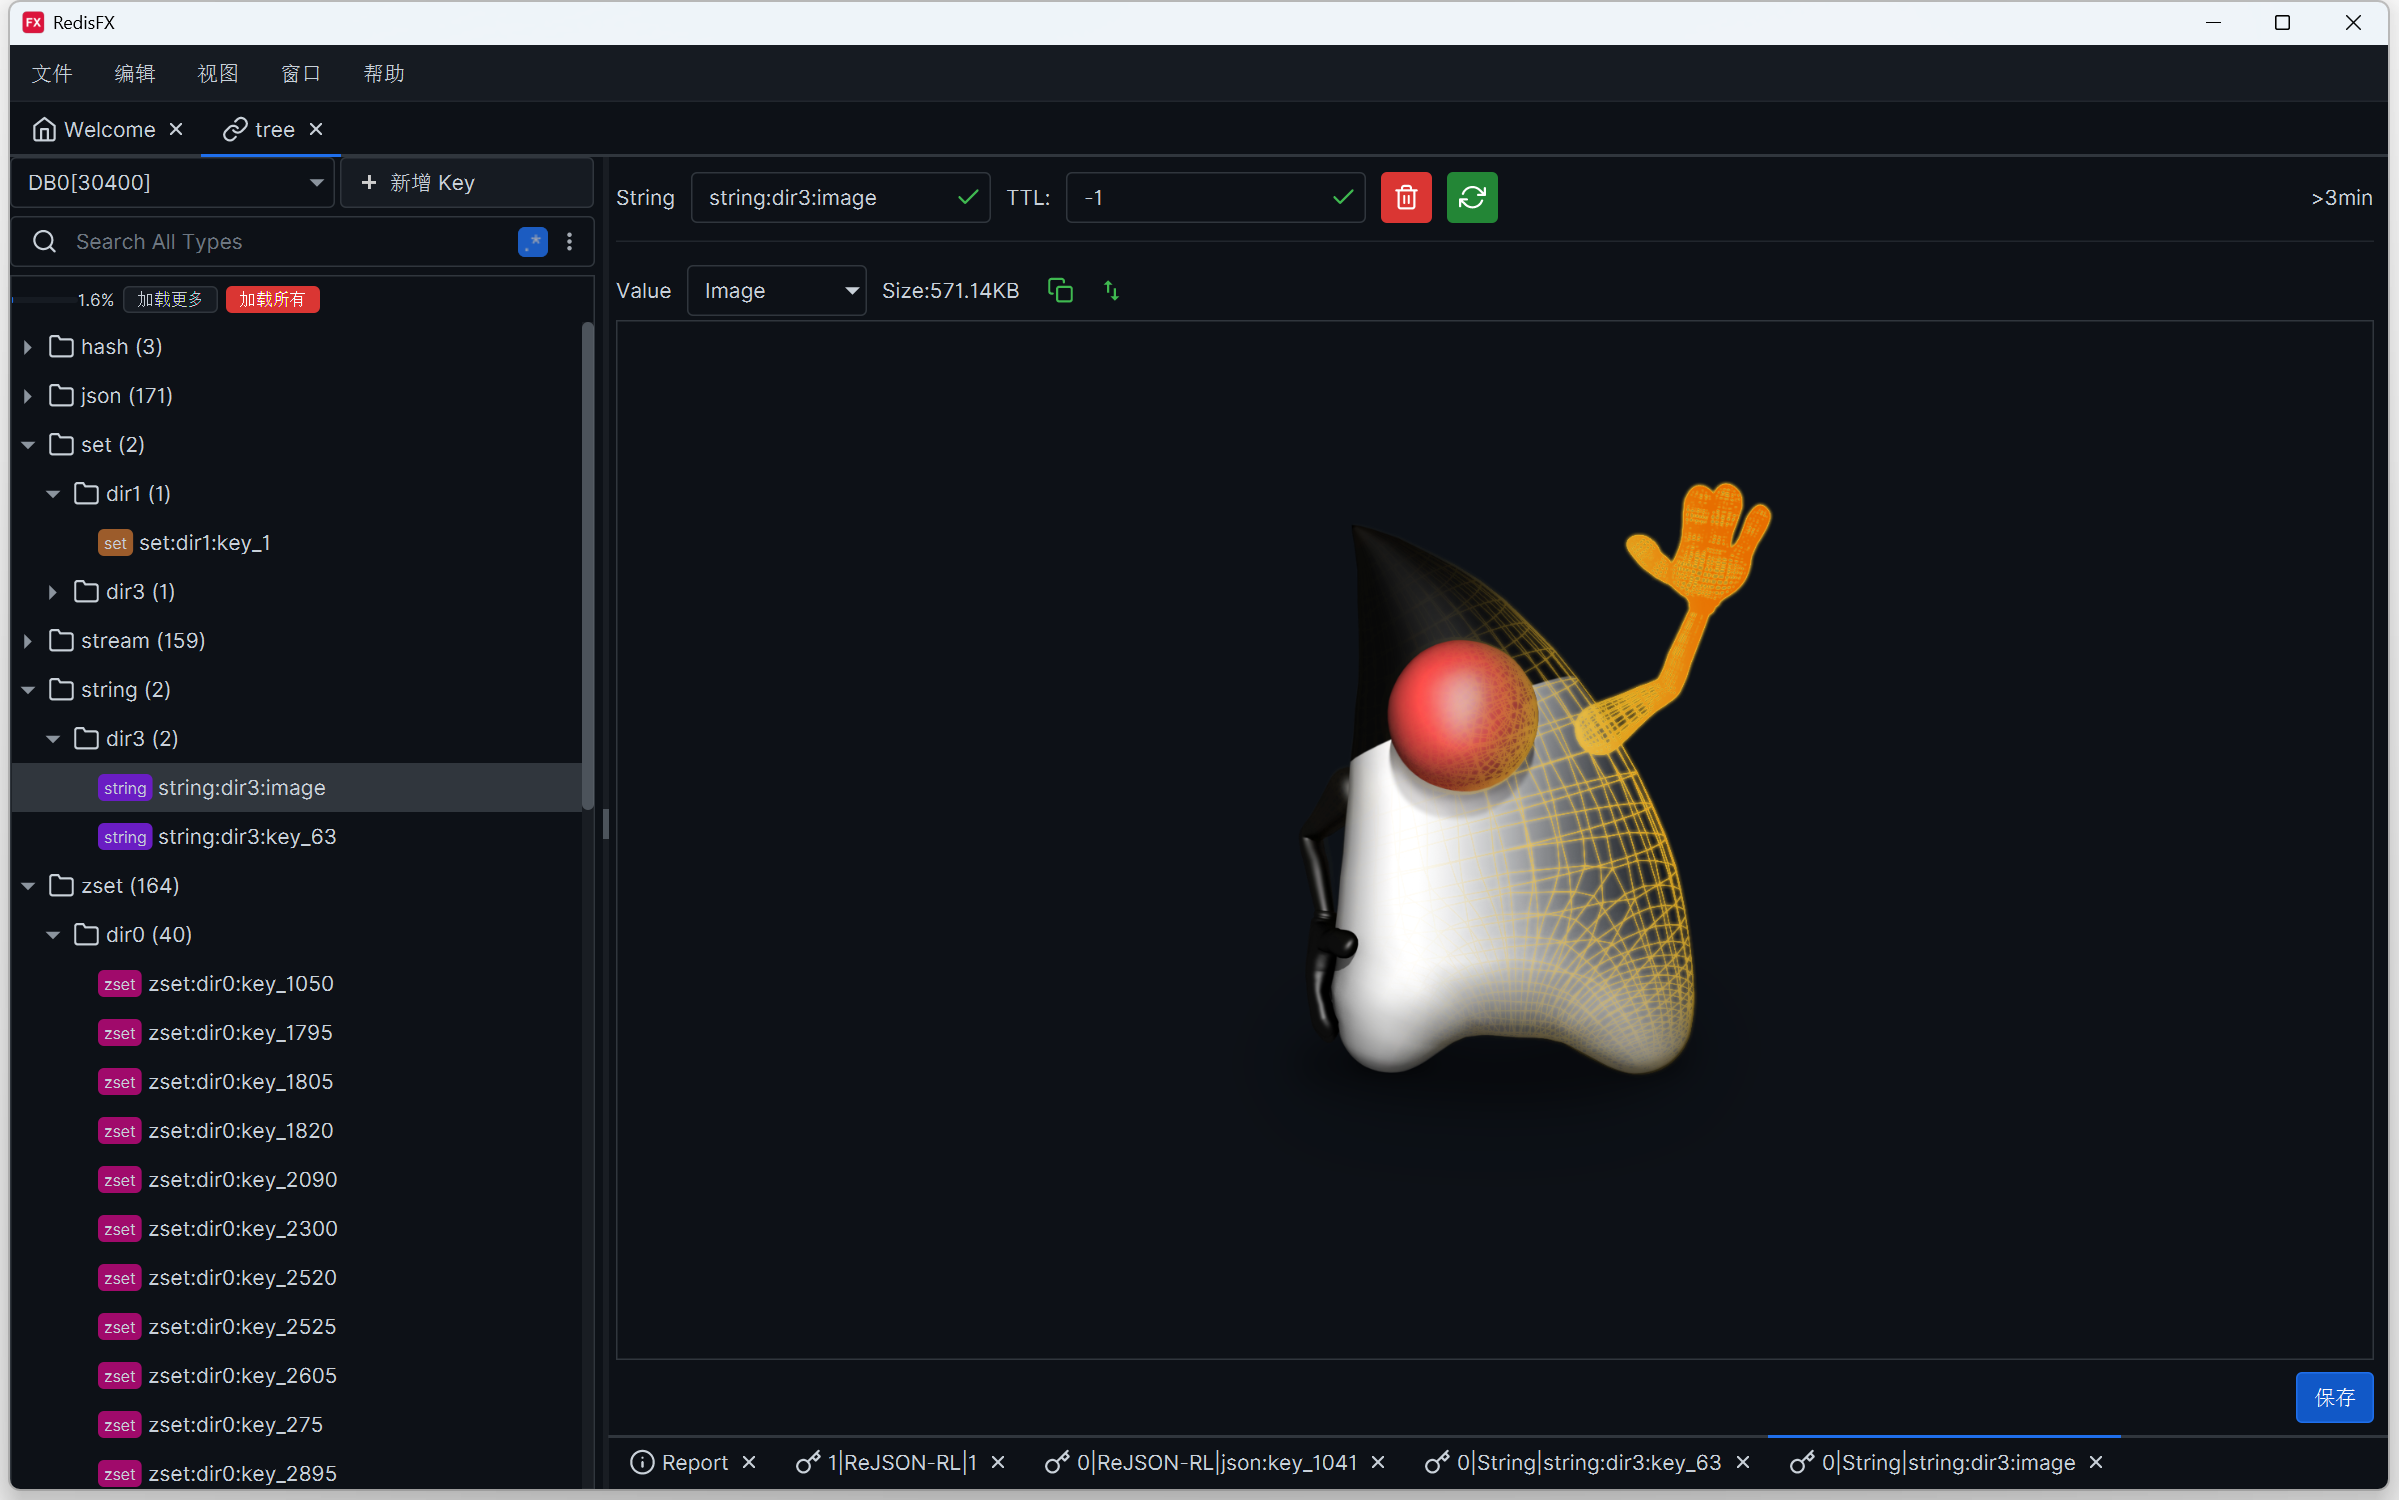 FX RedisFX
文件 编辑 视图 窗口 帮助
Welcome tree
DB0[30400] + 新增 Key
Search All Types .*
1.6% 加载更多 加载所有
hash (3)
json (171)
set (2)
dir1 (1)
set set:dir1:key_1
dir3 (1)
stream (159)
string (2)
dir3 (2)
string string:dir3:image
string string:dir3:key_63
zset (164)
dir0 (40)
zset zset:dir0:key_1050
zset zset:dir0:key_1795
zset zset:dir0:key_1805
zset zset:dir0:key_1820
zset zset:dir0:key_2090
zset zset:dir0:key_2300
zset zset:dir0:key_2520
zset zset:dir0:key_2525
zset zset:dir0:key_2605
zset zset:dir0:key_275
zset zset:dir0:key_2895
String string:dir3:image TTL: -1 >3min
Value Image Size:571.14KB
保存
Report 1|ReJSON-RL|1 0|ReJSON-RL|json:key_1041 0|String|string:dir3:key_63 0|String|string:dir3:image